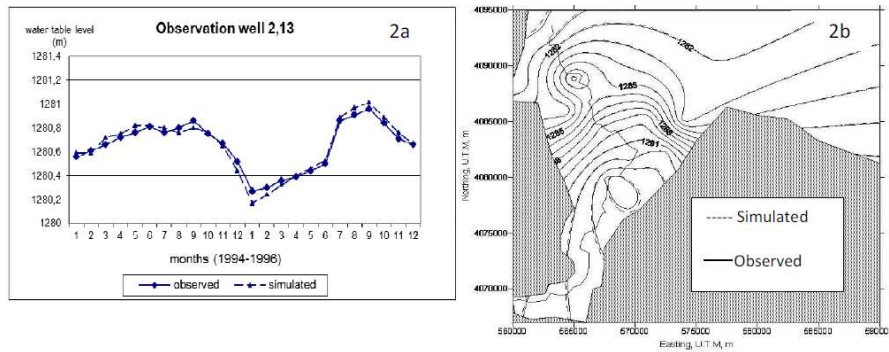 Observation well 2,13
2a
water table level
(m)
1281,4
1281,2
1281
1280,8
1280,6
1280,4
1280,2
1280
1 2 3 4 5 6 7 8 9 10 11 12 1 2 3 4 5 6 7 8 9 10 11 12
months (1994-1996)
observed simulated
2b
4095000
4090000
4085000
4080000
4075000
4070000
Northing, U.T.M, m
1282
1282
1285
1285
1288
1291
Simulated
Observed
560000 565000 570000 575000 580000 585000 590000
Easting, U.T.M, m